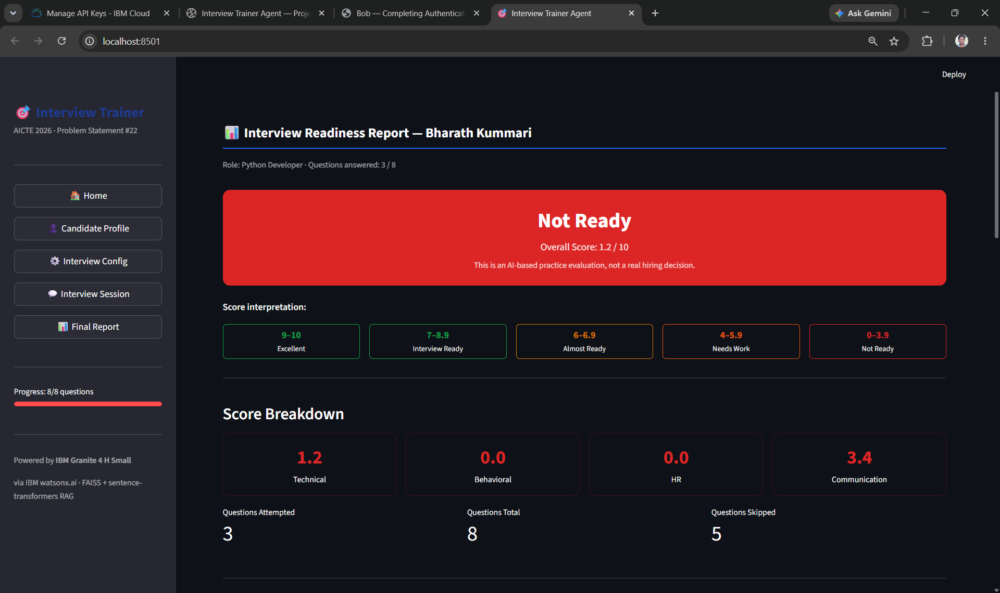 Manage API Keys - IBM Cloud
Interview Trainer Agent — Proje
Bob — Completing Authenticat
Interview Trainer Agent
Ask Gemini
localhost:8501
Deploy
Interview Trainer
AICTE 2026 · Problem Statement #22
Home
Candidate Profile
Interview Config
Interview Session
Final Report
Progress: 8/8 questions
Powered by IBM Granite 4 H Small
via IBM watsonx.ai · FAISS + sentence-
transformers RAG
Interview Readiness Report — Bharath Kummari
Role: Python Developer · Questions answered: 3 / 8
Not Ready
Overall Score: 1.2 / 10
This is an AI-based practice evaluation, not a real hiring decision.
Score interpretation:
9–10
Excellent
7–8.9
Interview Ready
6–6.9
Almost Ready
4–5.9
Needs Work
0–3.9
Not Ready
Score Breakdown
1.2
Technical
0.0
Behavioral
0.0
HR
3.4
Communication
Questions Attempted
3
Questions Total
8
Questions Skipped
5